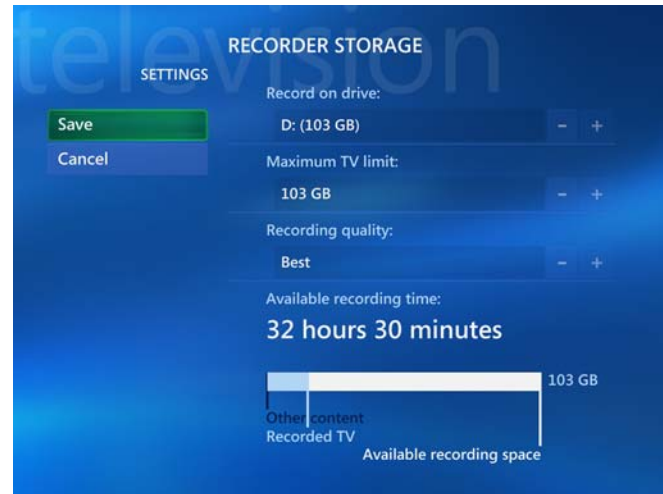 television
RECORDER STORAGE
SETTINGS
Record on drive:
Save
D: (103 GB)
- +
Cancel
Maximum TV limit:
103 GB
- +
Recording quality:
Best
- +
Available recording time:
32 hours 30 minutes
103 GB
Other content
Recorded TV
Available recording space